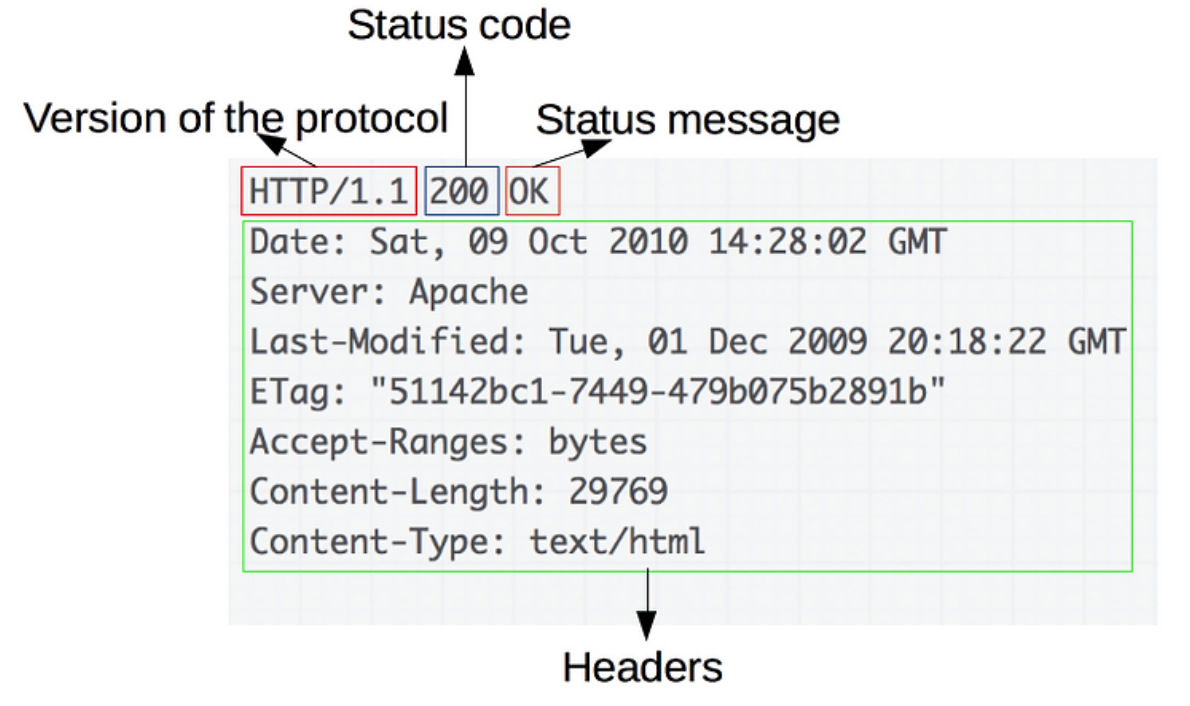 Status code
Version of the protocol
Status message
HTTP/1.1 200 OK
Date: Sat, 09 Oct 2010 14:28:02 GMT
Server: Apache
Last-Modified: Tue, 01 Dec 2009 20:18:22 GMT
ETag: "51142bc1-7449-479b075b2891b"
Accept-Ranges: bytes
Content-Length: 29769
Content-Type: text/html
Headers